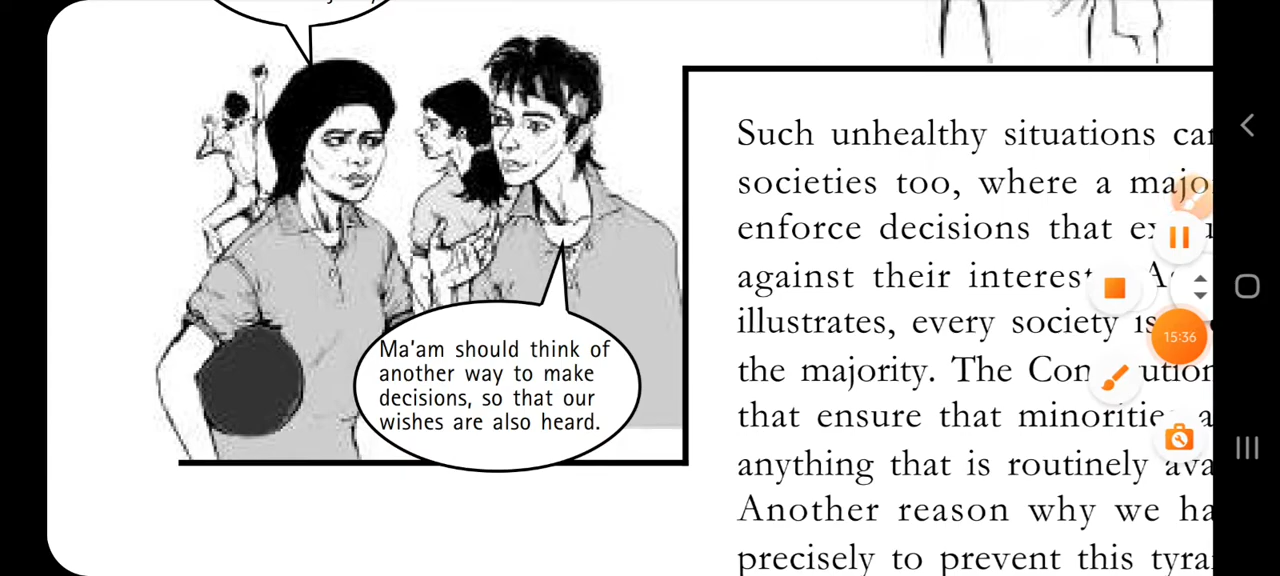 Ma'am should think of
another way to make
decisions, so that our
wishes are also heard.
Such unhealthy situations
societies too, where a
enforce decisions that
against their
illustrates, every society is
the majority. The
that ensure that
anything that is routinely
Another reason why we
precisely to prevent this
15:36